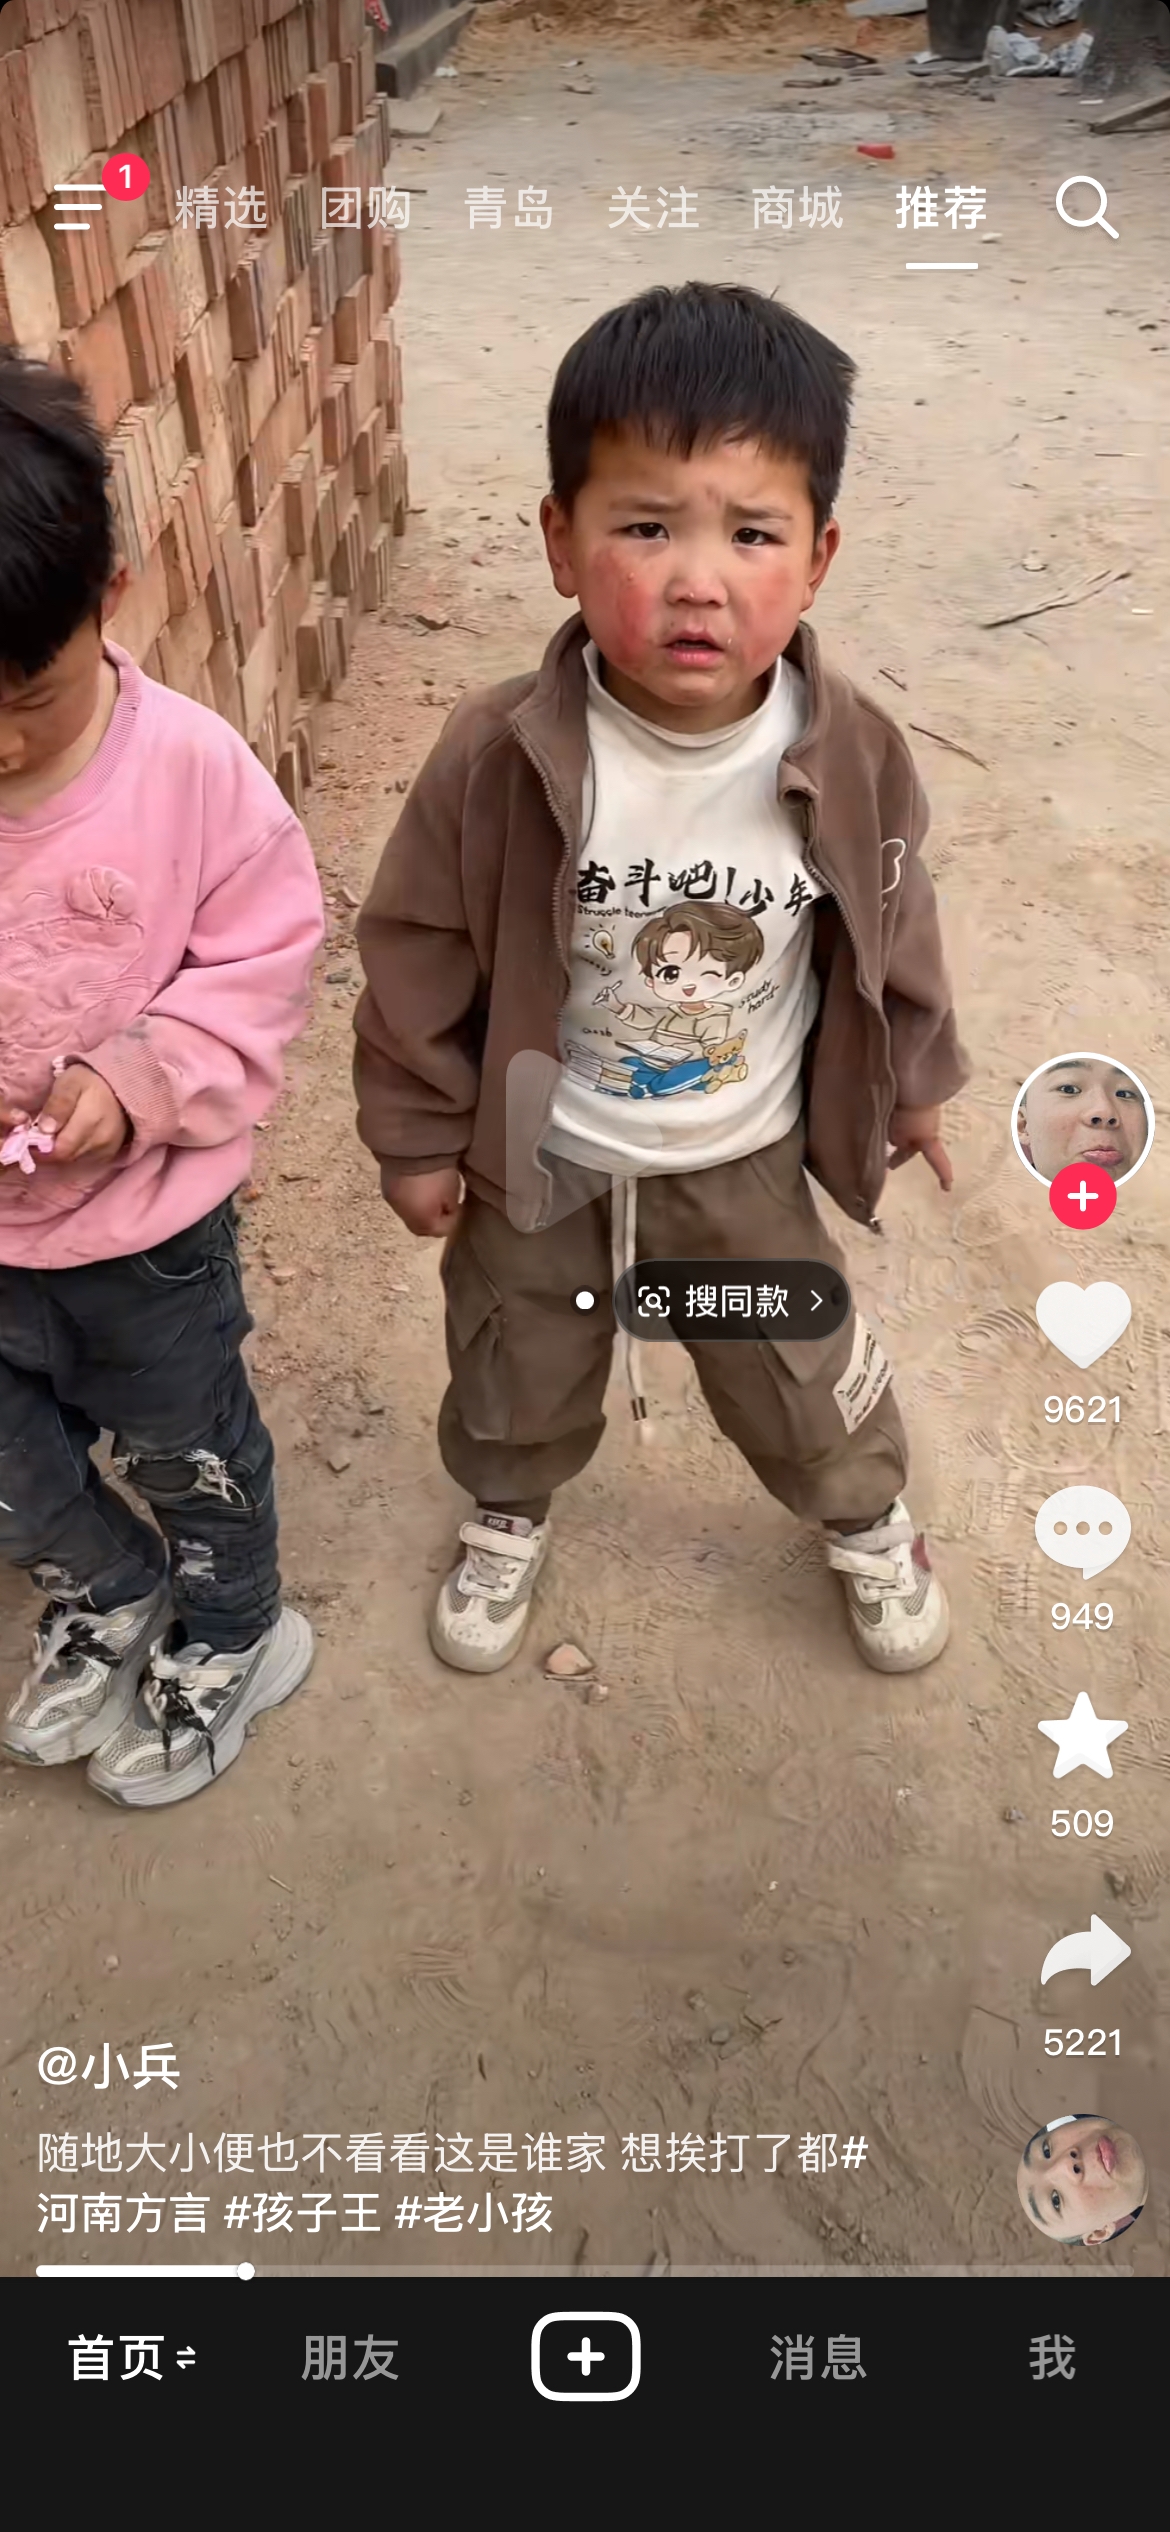 1
精选 团购 青岛 关注 商城 推荐
奋斗吧!少年
Struggle
study
hard
搜同款
9621
949
509
5221
@小兵
随地大小便也不看看这是谁家 想挨打了都#
河南方言 #孩子王 #老小孩
首页 朋友 消息 我